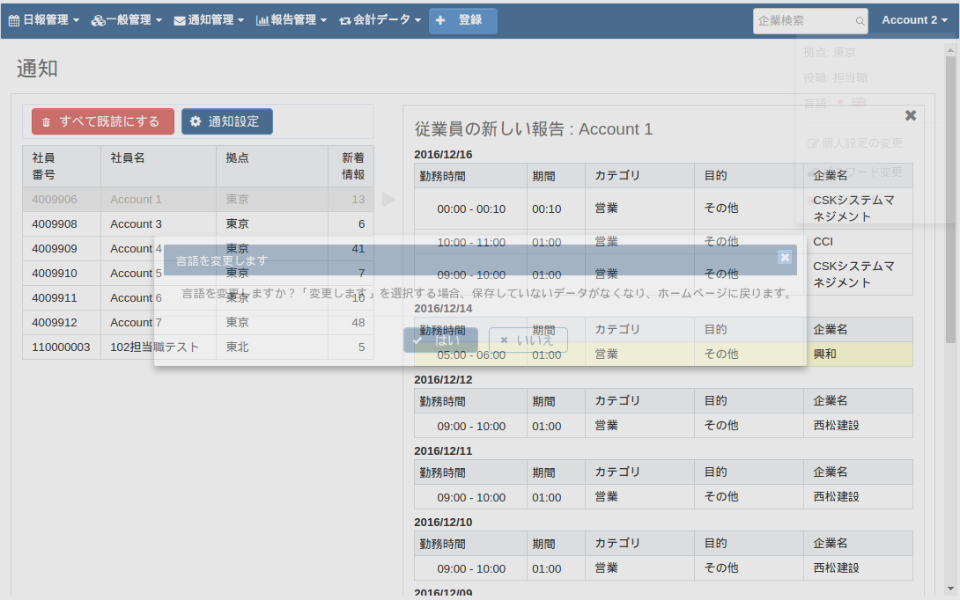 日報管理 一般管理 通知管理 報告管理 会計データ 登録 企業検索 Account 2
拠点: 東京
役職: 担当職
言語:
個人設定の変更
パスワード変更
通知
すべて既読にする 通知設定
社員番号 社員名 拠点 新着情報
4009906 Account 1 東京 13
4009908 Account 3 東京 6
4009909 Account 4 東京 41
4009910 Account 5 東京 7
4009911 Account 6 東京 10
4009912 Account 7 東京 48
110000003 102担当職テスト 東北 5
従業員の新しい報告 : Account 1
2016/12/16
勤務時間 期間 カテゴリ 目的 企業名
00:00 - 00:10 00:10 営業 その他 CSKシステムマネジメント
10:00 - 11:00 01:00 営業 その他 CCI
09:00 - 10:00 01:00 営業 その他 CSKシステムマネジメント
言語を変更します
言語を変更しますか？「変更します」を選択する場合、保存していないデータがなくなり、ホームページに戻ります。
はい いいえ
2016/12/14
勤務時間 期間 カテゴリ 目的 企業名
05:00 - 06:00 01:00 営業 その他 興和
2016/12/12
勤務時間 期間 カテゴリ 目的 企業名
09:00 - 10:00 01:00 営業 その他 西松建設
2016/12/11
勤務時間 期間 カテゴリ 目的 企業名
09:00 - 10:00 01:00 営業 その他 西松建設
2016/12/10
勤務時間 期間 カテゴリ 目的 企業名
09:00 - 10:00 01:00 営業 その他 西松建設
2016/12/09